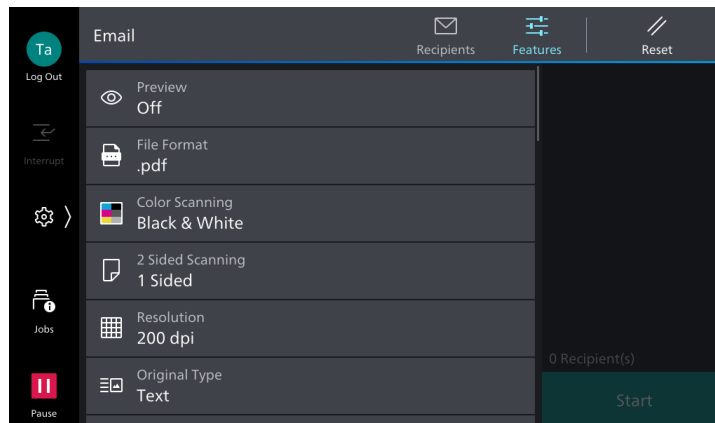 Ta
Log Out
Interrupt
Jobs
Pause
Email
Recipients
Features
Reset
Preview
Off
File Format
.pdf
Color Scanning
Black & White
2 Sided Scanning
1 Sided
Resolution
200 dpi
Original Type
Text
0 Recipient(s)
Start